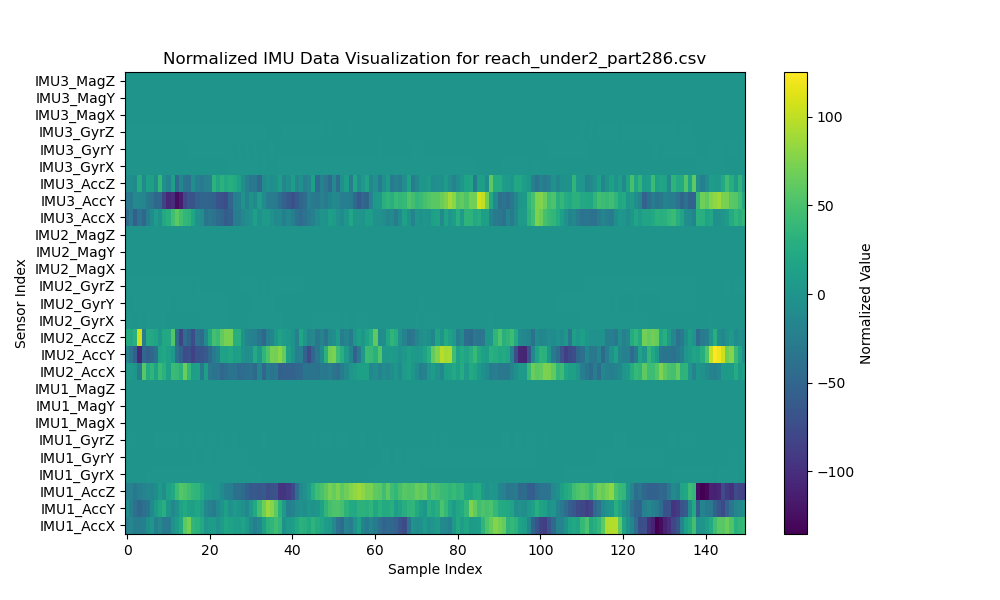 Normalized IMU Data Visualization for reach_under2_part286.csv
IMU3_MagZ
IMU3_MagY
IMU3_MagX
IMU3_GyrZ
IMU3_GyrY
IMU3_GyrX
IMU3_AccZ
IMU3_AccY
IMU3_AccX
IMU2_MagZ
IMU2_MagY
IMU2_MagX
IMU2_GyrZ
IMU2_GyrY
IMU2_GyrX
IMU2_AccZ
IMU2_AccY
IMU2_AccX
IMU1_MagZ
IMU1_MagY
IMU1_MagX
IMU1_GyrZ
IMU1_GyrY
IMU1_GyrX
IMU1_AccZ
IMU1_AccY
IMU1_AccX
Sensor Index
0 20 40 60 80 100 120 140
Sample Index
100
50
0
−50
−100
Normalized Value